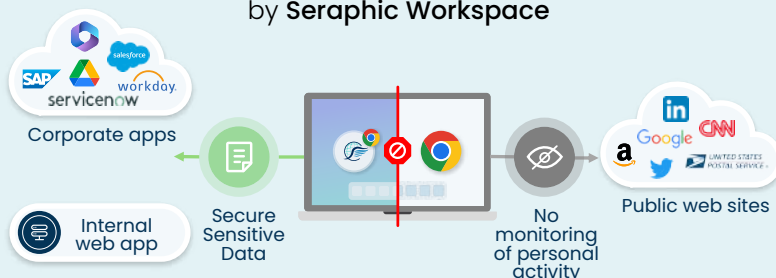 by Seraphic Workspace
salesforce
SAP
workday.
servicenow
Corporate apps
Internal
web app
Secure
Sensitive
Data
No
monitoring
of personal
activity
in
Google
CNN
a
UNITED STATES
POSTAL SERVICE
Public web sites